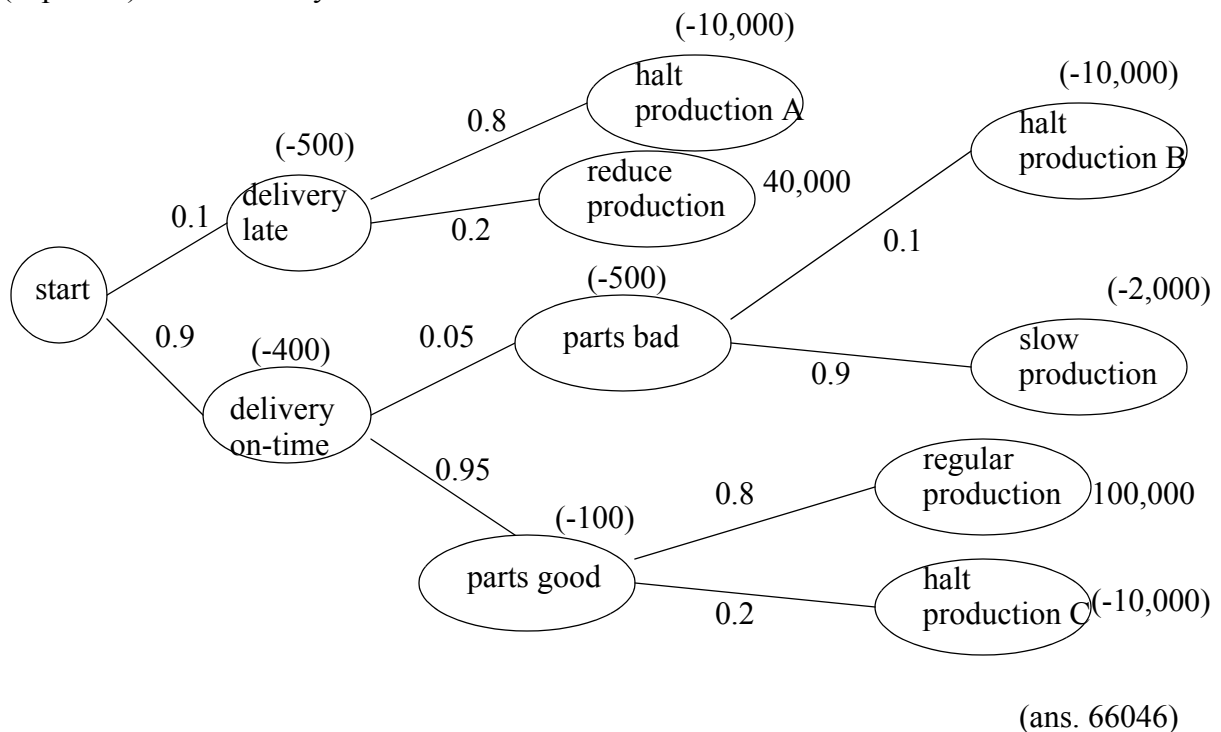 (-10,000)
halt
production A
(-10,000)
halt
production B
0.8
(-500)
delivery
late
reduce
production
40,000
0.1
0.2
0.1
(-500)
start
parts bad
(-2,000)
slow
production
0.9
0.05
0.9
(-400)
delivery
on-time
0.95
regular
production
100,000
0.8
(-100)
parts good
halt
production C
(-10,000)
0.2
(ans. 66046)